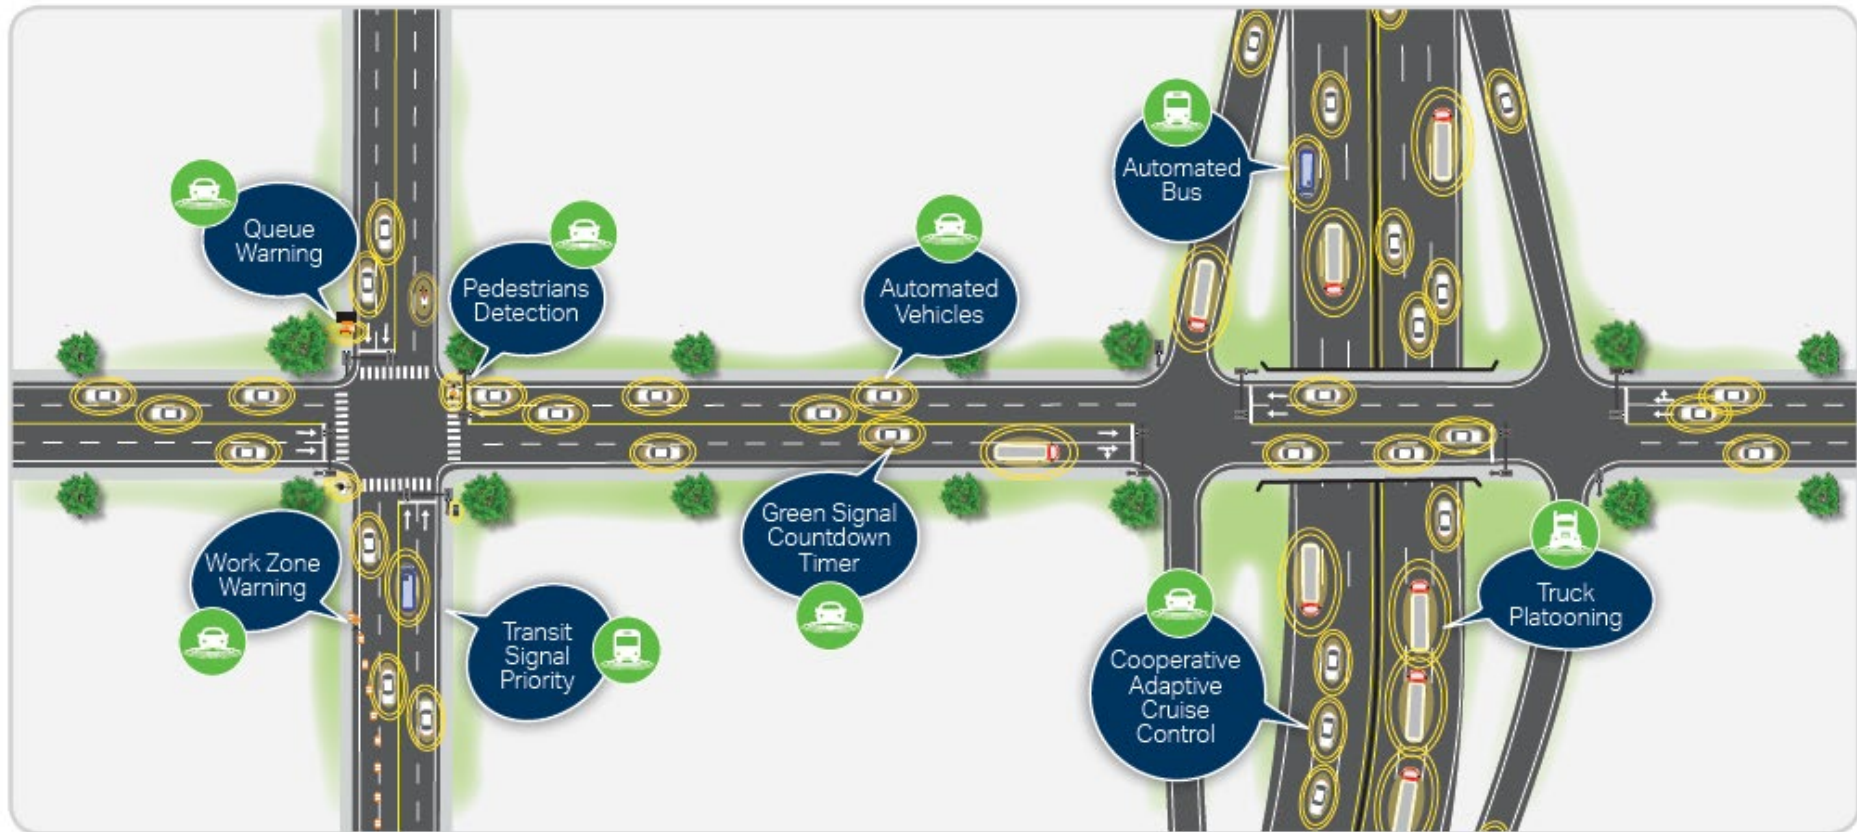 Queue
Warning
Pedestrians
Detection
Automated
Vehicles
Automated
Bus
Work Zone
Warning
Transit
Signal
Priority
Green Signal
Countdown
Timer
Cooperative
Adaptive
Cruise
Control
Truck
Platooning